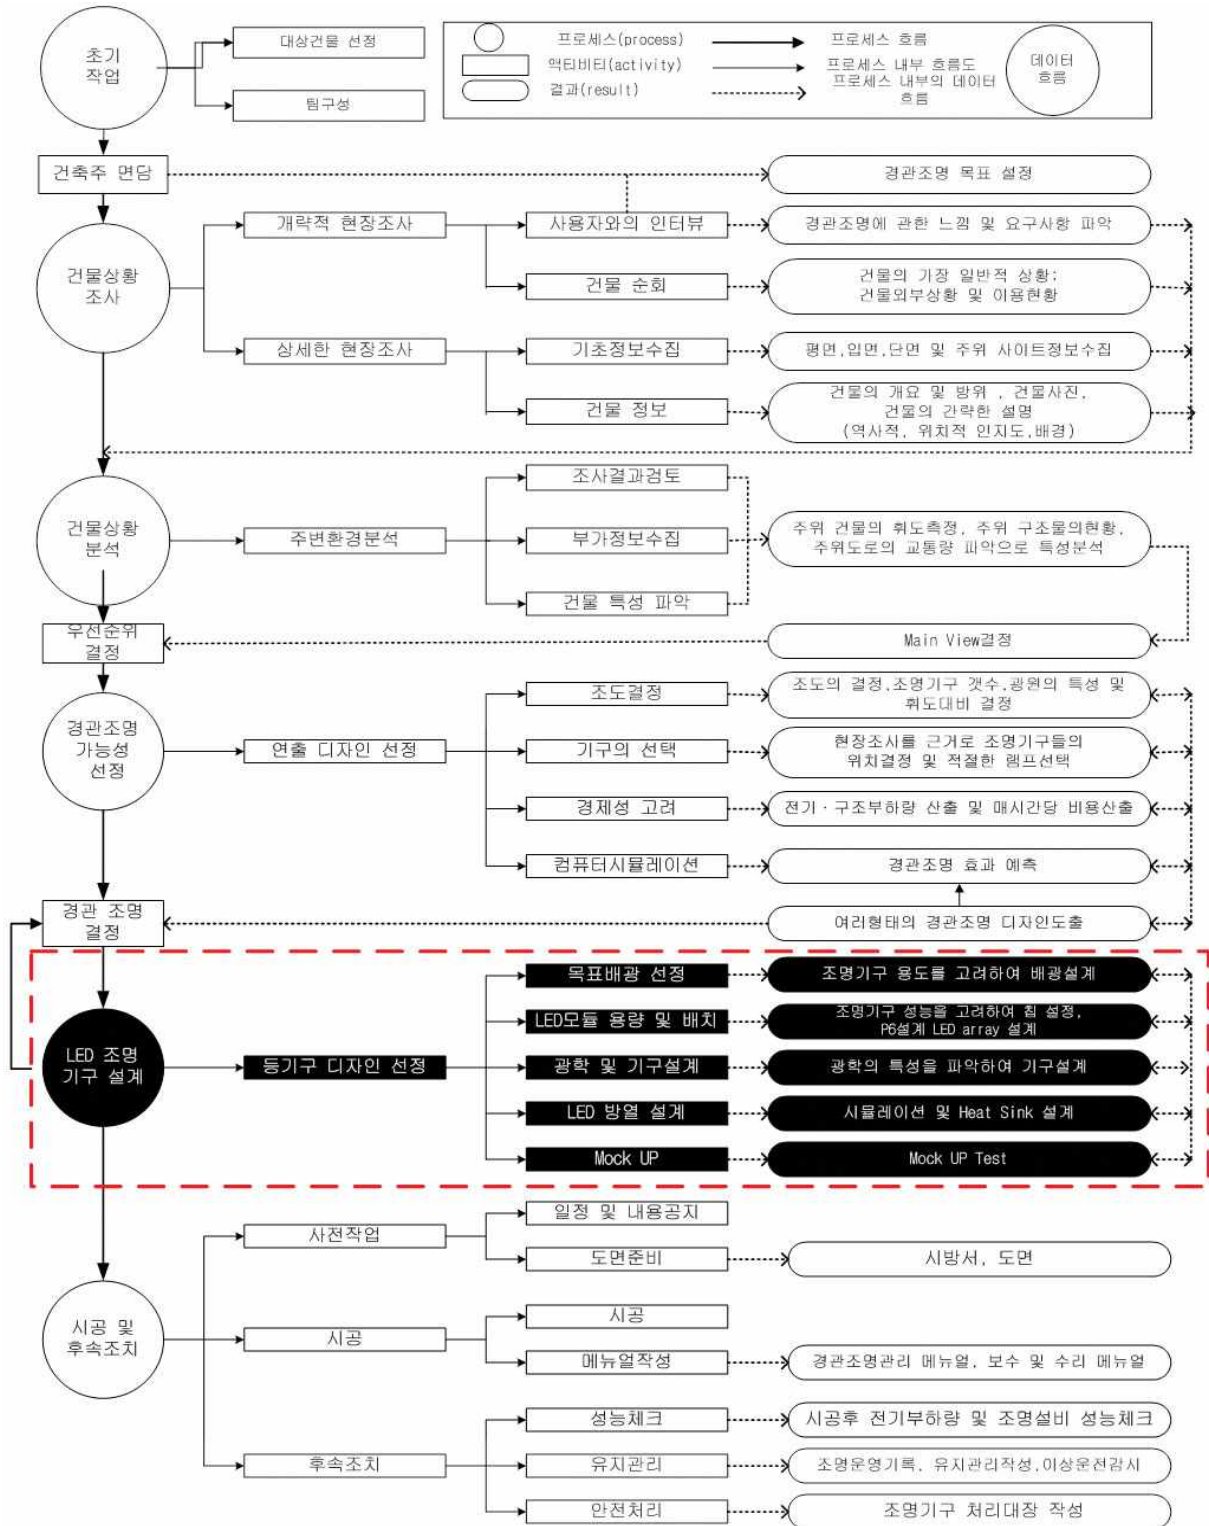 초기
작업
대상건물 선정
팀구성
프로세스(process)
액티비티(activity)
결과(result)
프로세스 흐름
프로세스 내부 흐름도
프로세스 내부의 데이터
흐름
데이터
흐름
건축주 면담
경관조명 목표 설정
건물상황
조사
개략적 현장조사
사용자와의 인터뷰
경관조명에 관한 느낌 및 요구사항 파악
건물 순회
건물의 가장 일반적 상황:
건물외부상황 및 이용현황
상세한 현장조사
기초정보수집
평면,입면,단면 및 주위 사이트정보수집
건물 정보
건물의 개요 및 방위 , 건물사진,
건물의 간략한 설명
(역사적, 위치적 인지도,배경)
건물상황
분석
주변환경분석
조사결과검토
부가정보수집
건물 특성 파악
주위 건물의 휘도측정, 주위 구조물의현황,
주위도로의 교통량 파악으로 특성분석
우선순위
결정
Main View결정
경관조명
가능성
선정
연출 디자인 선정
조도결정
조도의 결정,조명기구 갯수,광원의 특성 및
휘도대비 결정
기구의 선택
현장조사를 근거로 조명기구들의
위치결정 및 적절한 램프선택
경제성 고려
전기·구조부하량 산출 및 매시간당 비용산출
컴퓨터시뮬레이션
경관조명 효과 예측
경관 조명
결정
여러형태의 경관조명 디자인도출
LED 조명
기구 설계
등기구 디자인 선정
목표배광 선정
조명기구 용도를 고려하여 배광설계
LED모듈 용량 및 배치
조명기구 성능을 고려하여 칩 설정,
P6설계 LED array 설계
광학 및 기구설계
광학의 특성을 파악하여 기구설계
LED 방열 설계
시뮬레이션 및 Heat Sink 설계
Mock UP
Mock UP Test
시공 및
후속조치
사전작업
일정 및 내용공지
도면준비
시방서, 도면
시공
시공
메뉴얼작성
경관조명관리 메뉴얼, 보수 및 수리 메뉴얼
후속조치
성능체크
시공후 전기부하량 및 조명설비 성능체크
유지관리
조명운영기록, 유지관리작성,이상운전감시
안전처리
조명기구 처리대장 작성